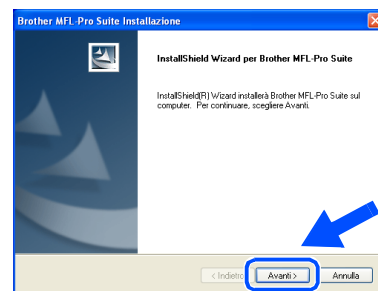 Brother MFL-Pro Suite Installazione
InstallShield Wizard per Brother MFL-Pro Suite
InstallShield(R) Wizard installerà Brother MFL-Pro Suite sul
computer. Per continuare, scegliere Avanti.
< Indietro Avanti > Annulla